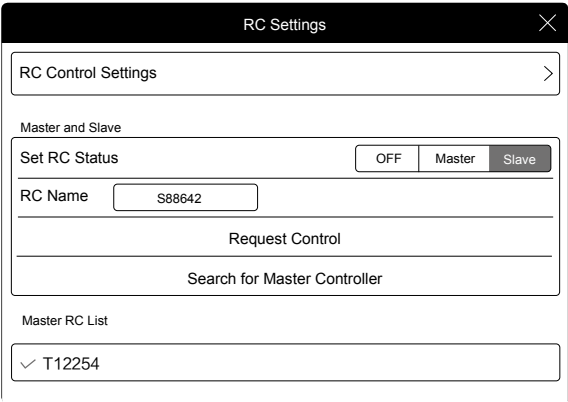 RC Settings
RC Control Settings
Master and Slave
Set RC Status OFF Master Slave
RC Name S88642
Request Control
Search for Master Controller
Master RC List
T12254